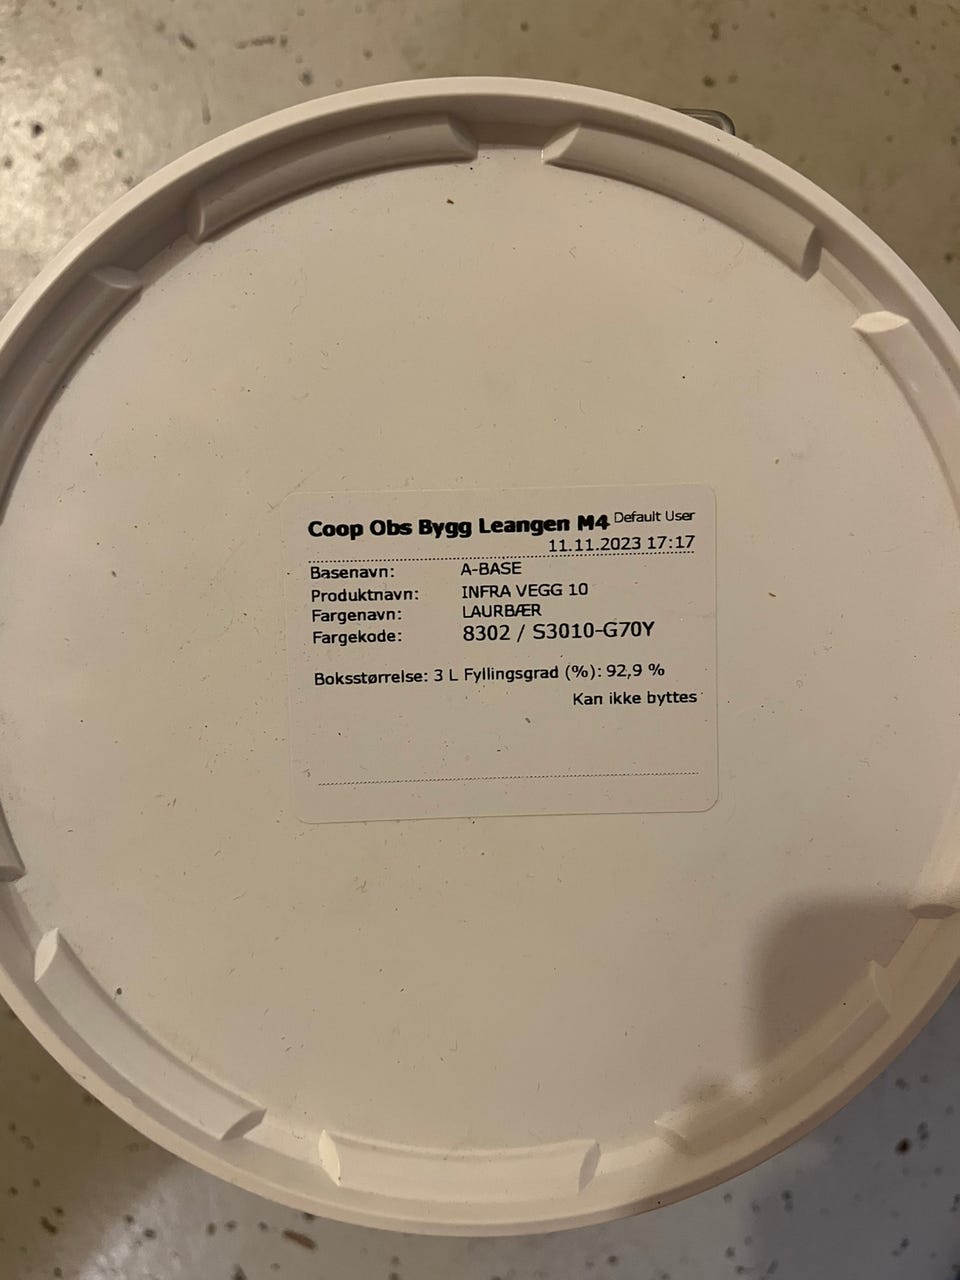 Coop Obs Bygg Leangen M4 Default User
11.11.2023 17:17
Basenavn: A-BASE
Produktnavn: INFRA VEGG 10
Fargenavn: LAURBÆR
Fargekode: 8302 / S3010-G70Y
Boksstørrelse: 3 L Fyllingsgrad (%): 92,9 %
Kan ikke byttes